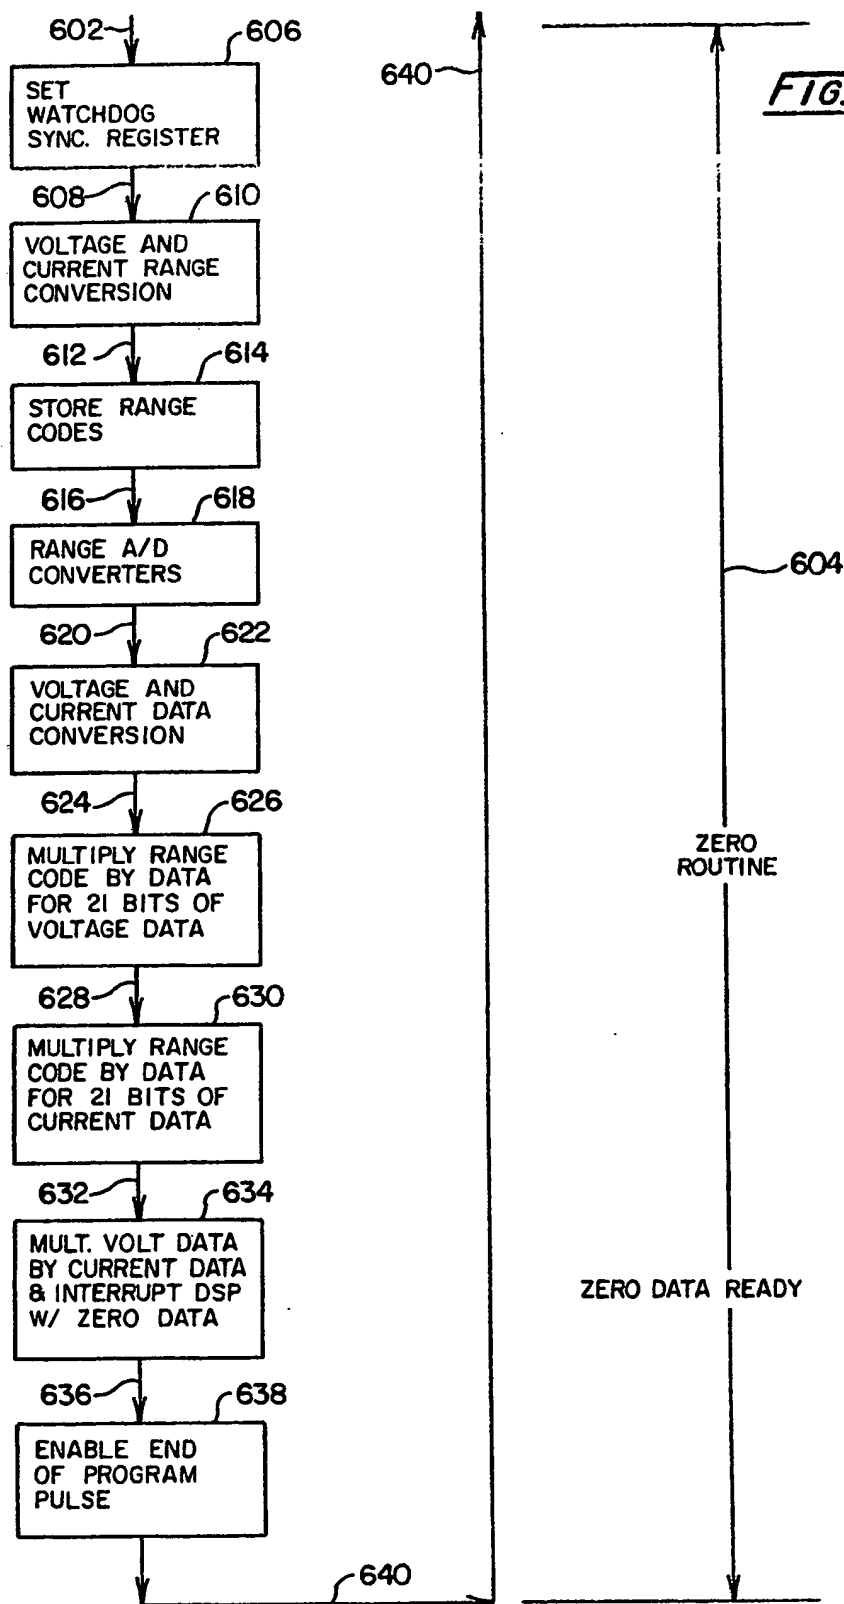 602
606
640
FIG.
SET
WATCHDOG
SYNC. REGISTER
608
610
VOLTAGE AND
CURRENT RANGE
CONVERSION
612
614
STORE RANGE
CODES
616
618
RANGE A/D
CONVERTERS
604
620
622
VOLTAGE AND
CURRENT DATA
CONVERSION
624
626
MULTIPLY RANGE
CODE BY DATA
FOR 21 BITS OF
VOLTAGE DATA
ZERO
ROUTINE
628
630
MULTIPLY RANGE
CODE BY DATA
FOR 21 BITS OF
CURRENT DATA
632
634
MULT. VOLT DATA
BY CURRENT DATA
& INTERRUPT DSP
W/ ZERO DATA
ZERO DATA READY
636
638
ENABLE END
OF PROGRAM
PULSE
640